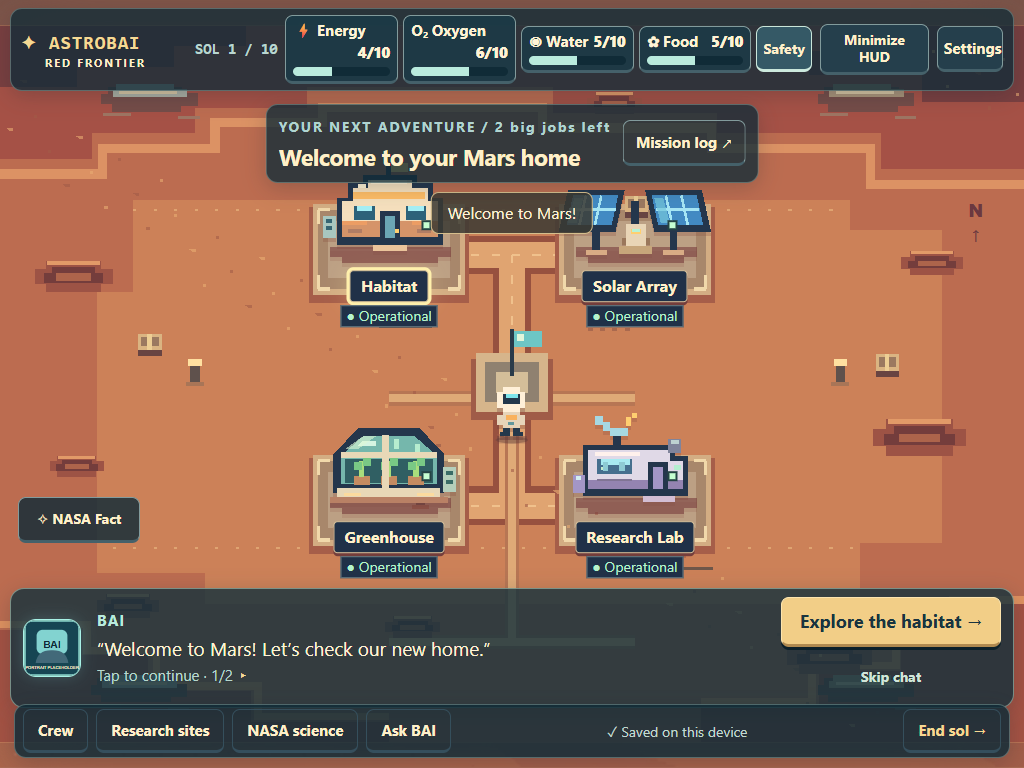 ✦ ASTROBAI
RED FRONTIER
SOL 1 / 10
Energy
4/10
O₂ Oxygen
6/10
Water 5/10
✿ Food 5/10
Safety
Minimize
HUD
Settings
YOUR NEXT ADVENTURE / 2 big jobs left
Welcome to your Mars home
Mission log ↗
Welcome to Mars!
N
↑
Habitat
● Operational
Solar Array
● Operational
Greenhouse
● Operational
Research Lab
● Operational
✧ NASA Fact
BAI
PORTRAIT PLACEHOLDER
BAI
“Welcome to Mars! Let’s check our new home.”
Tap to continue · 1/2 ▸
Explore the habitat →
Skip chat
Crew
Research sites
NASA science
Ask BAI
✓ Saved on this device
End sol →